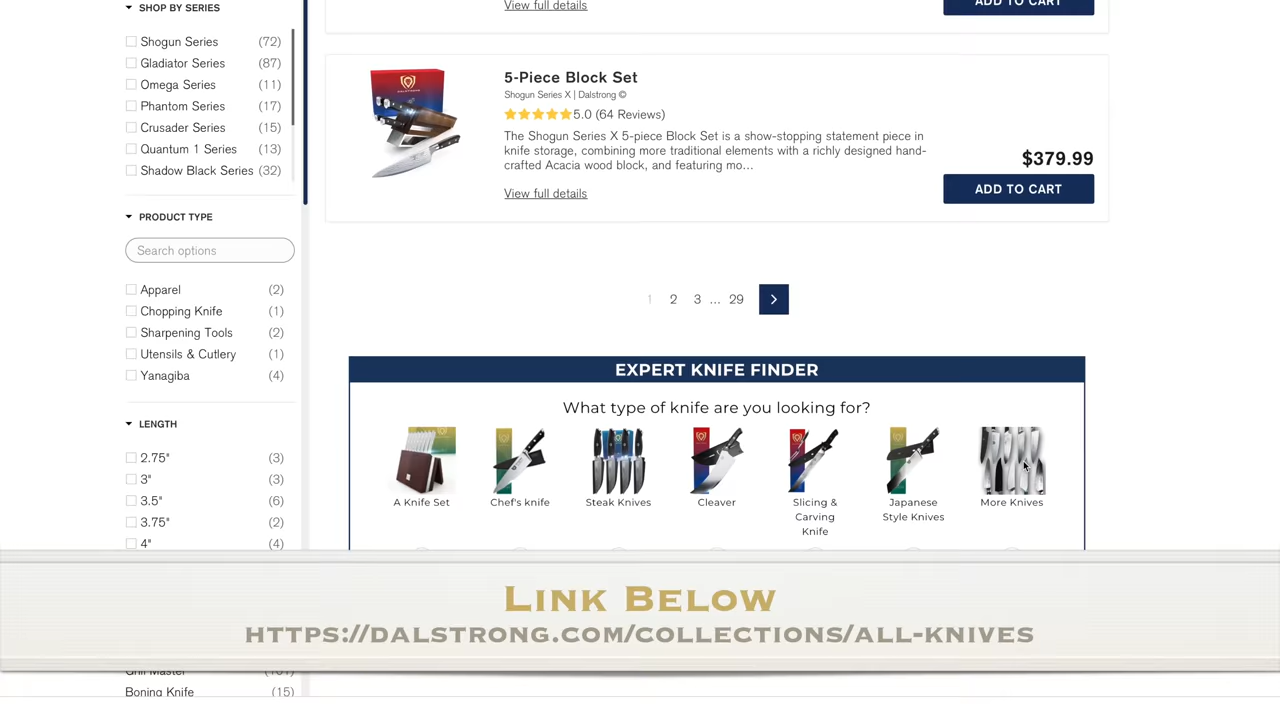 SHOP BY SERIES
Shogun Series (72)
Gladiator Series (87)
Omega Series (11)
Phantom Series (17)
Crusader Series (15)
Quantum 1 Series (13)
Shadow Black Series (32)
PRODUCT TYPE
Search options
Apparel (2)
Chopping Knife (1)
Sharpening Tools (2)
Utensils & Cutlery (1)
Yanagiba (4)
LENGTH
2.75" (3)
3" (3)
3.5" (6)
3.75" (2)
4" (4)
Boning Knife (15)
View full details
ADD TO CART
5-Piece Block Set
Shogun Series X | Dalstrong ©
5.0 (64 Reviews)
The Shogun Series X 5-piece Block Set is a show-stopping statement piece in
knife storage, combining more traditional elements with a richly designed hand-
crafted Acacia wood block, and featuring mo...
View full details
$379.99
ADD TO CART
1 2 3 ... 29
EXPERT KNIFE FINDER
What type of knife are you looking for?
A Knife Set
Chef's knife
Steak Knives
Cleaver
Slicing &
Carving
Knife
Japanese
Style Knives
More Knives
Link Below
https://dalstrong.com/collections/all-knives